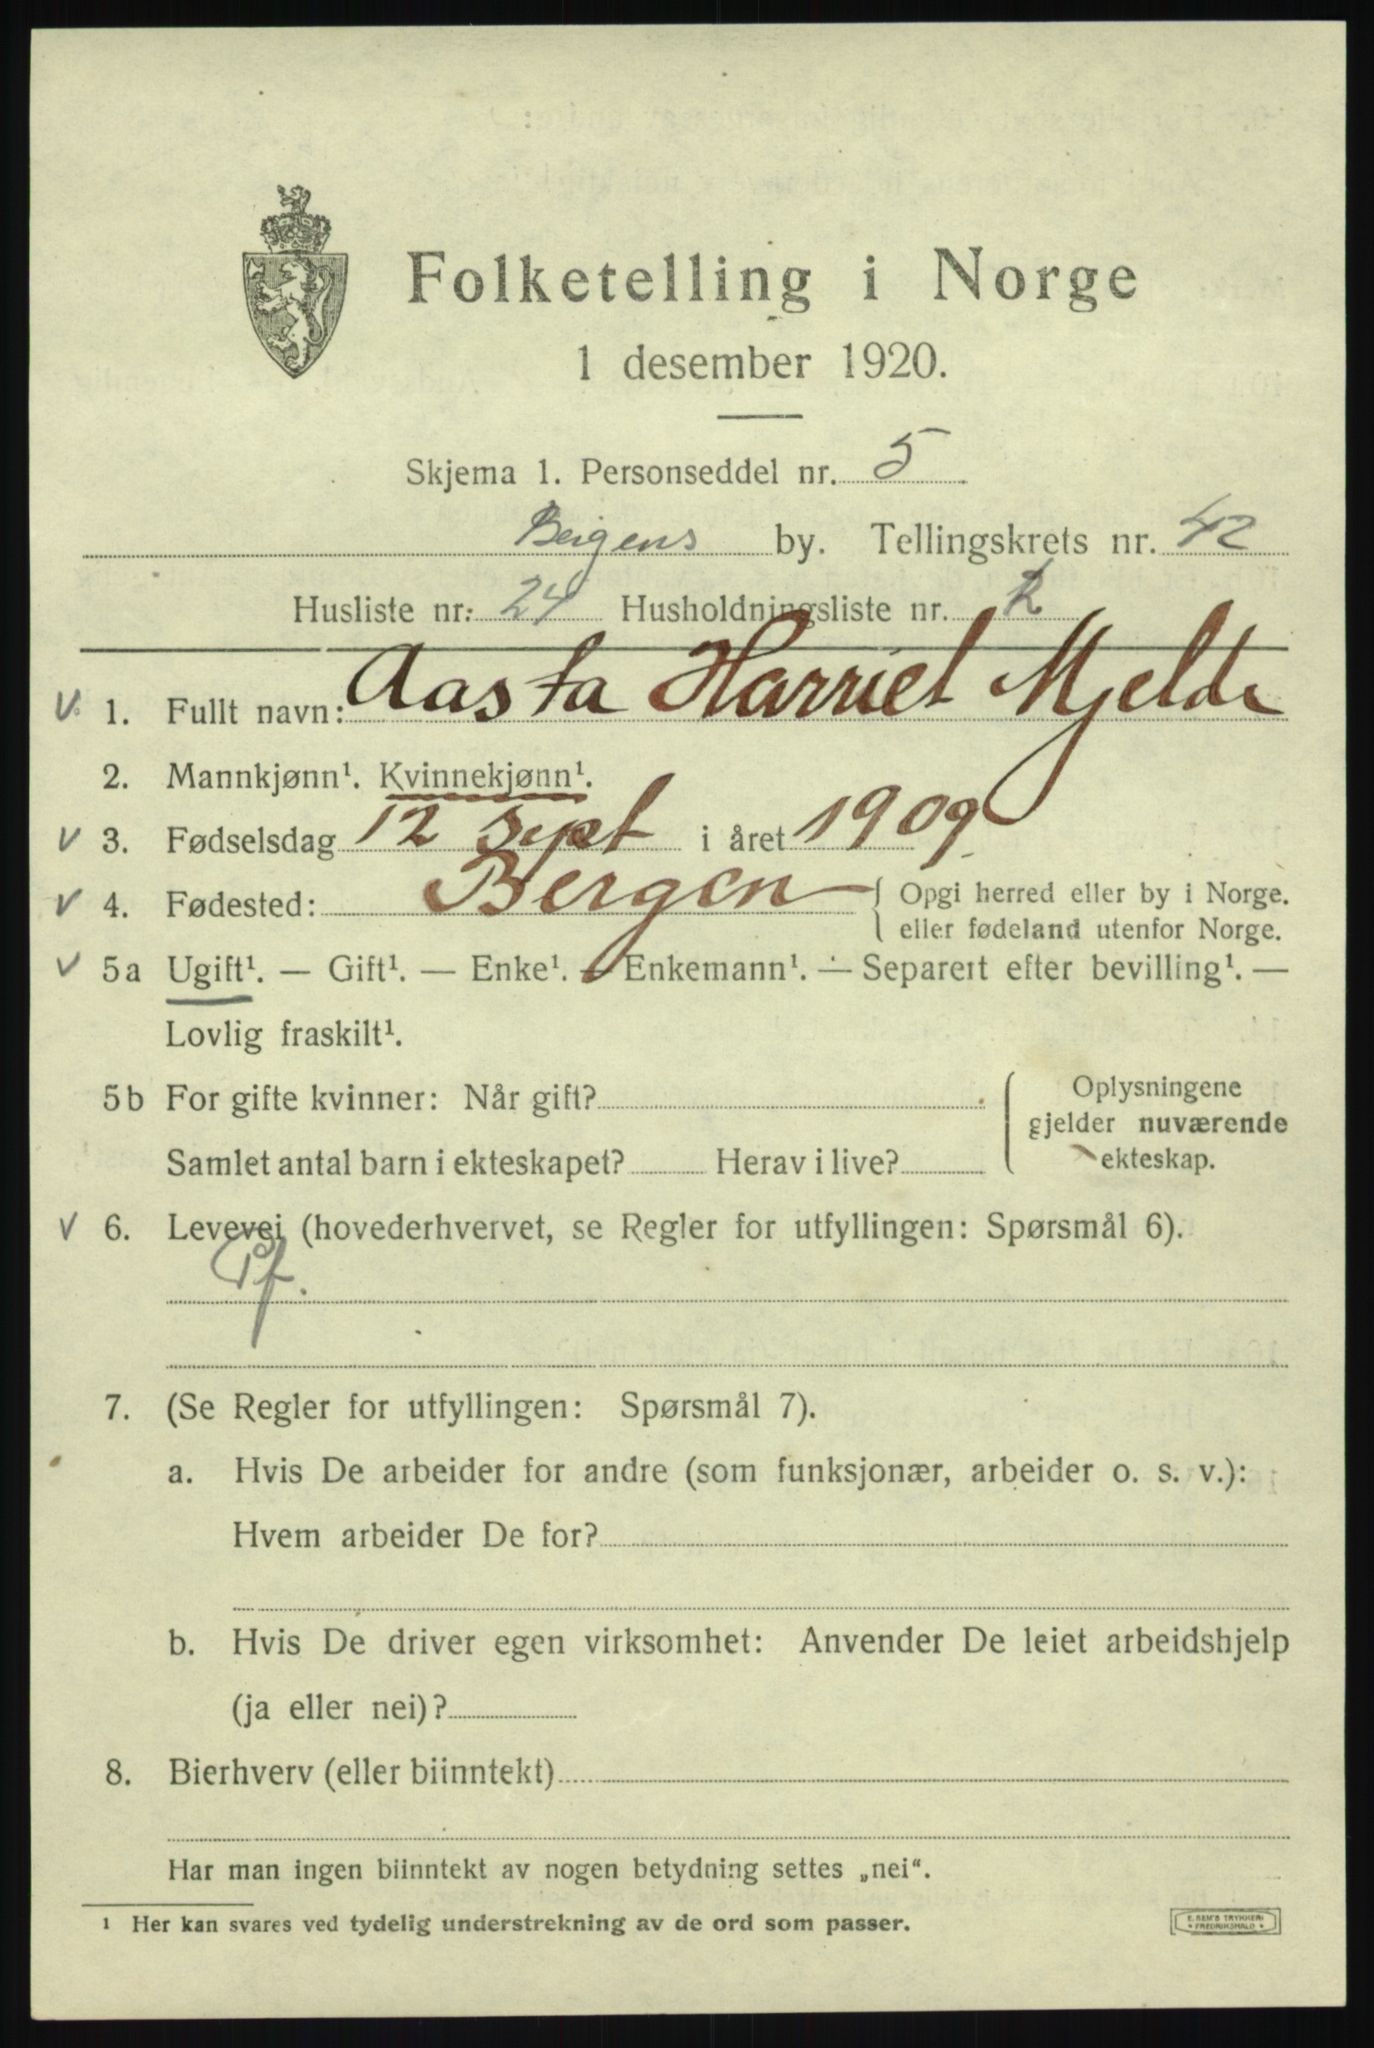 Folketelling i Norge
1 desember 1920.
Skjema 1. Personseddel nr. 5
Bergens by. Tellingskrets nr. 42
Husliste nr. 24 Husholdningsliste nr. 2
v 1. Fullt navn: Aasta Harriet Mjelde
2. Mannkjønn¹. Kvinnekjønn¹.
v 3. Fødselsdag 12 Sept i året 1909.
v 4. Fødested: Bergen { Opgi herred eller by i Norge.
eller fødeland utenfor Norge.
v 5a Ugift¹. — Gift¹. — Enke¹. — Enkemann¹. — Separert efter bevilling¹. —
Lovlig fraskilt¹.
5b For gifte kvinner: Når gift? Oplysningene
gjelder nuværende
Samlet antal barn i ekteskapet? Herav i live? ekteskap.
v 6. Levevei (hovederhvervet, se Regler for utfyllingen: Spørsmål 6).
7. (Se Regler for utfyllingen: Spørsmål 7).
a. Hvis De arbeider for andre (som funksjonær, arbeider o. s. v.):
Hvem arbeider De for?
b. Hvis De driver egen virksomhet: Anvender De leiet arbeidshjelp
(ja eller nei)?
8. Bierhverv (eller biinntekt)
Har man ingen biinntekt av nogen betydning settes „nei“.
¹ Her kan svares ved tydelig understrekning av de ord som passer.
E. SEM'S TRYKKERI
• FREDRIKSHALD •